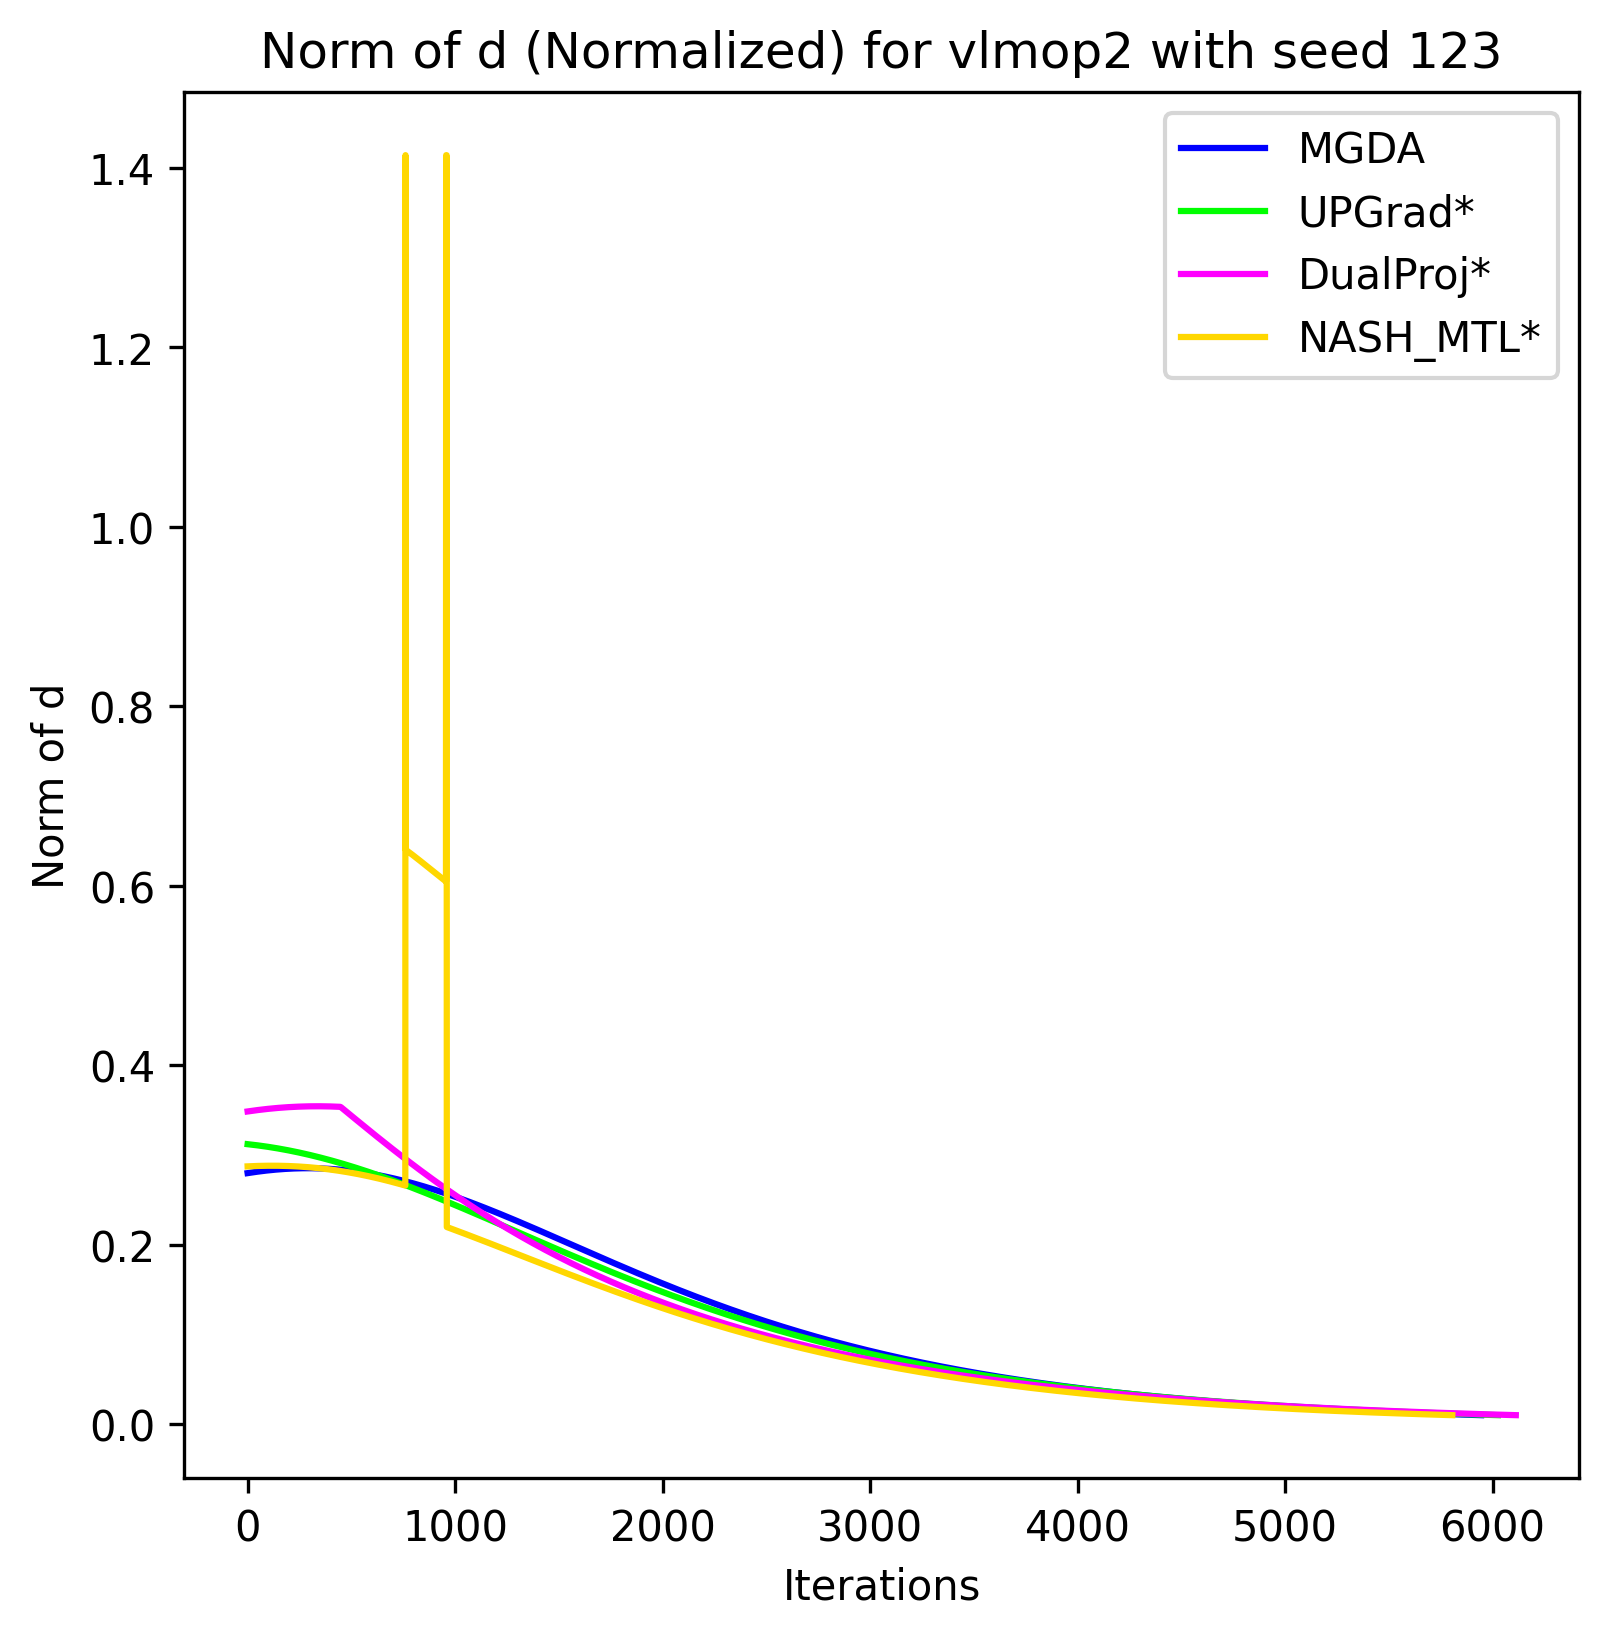 Norm of d (Normalized) for vlmop2 with seed 123
MGDA
UPGrad*
DualProj*
NASH_MTL*
Norm of d
1.4
1.2
1.0
0.8
0.6
0.4
0.2
0.0
0 1000 2000 3000 4000 5000 6000
Iterations